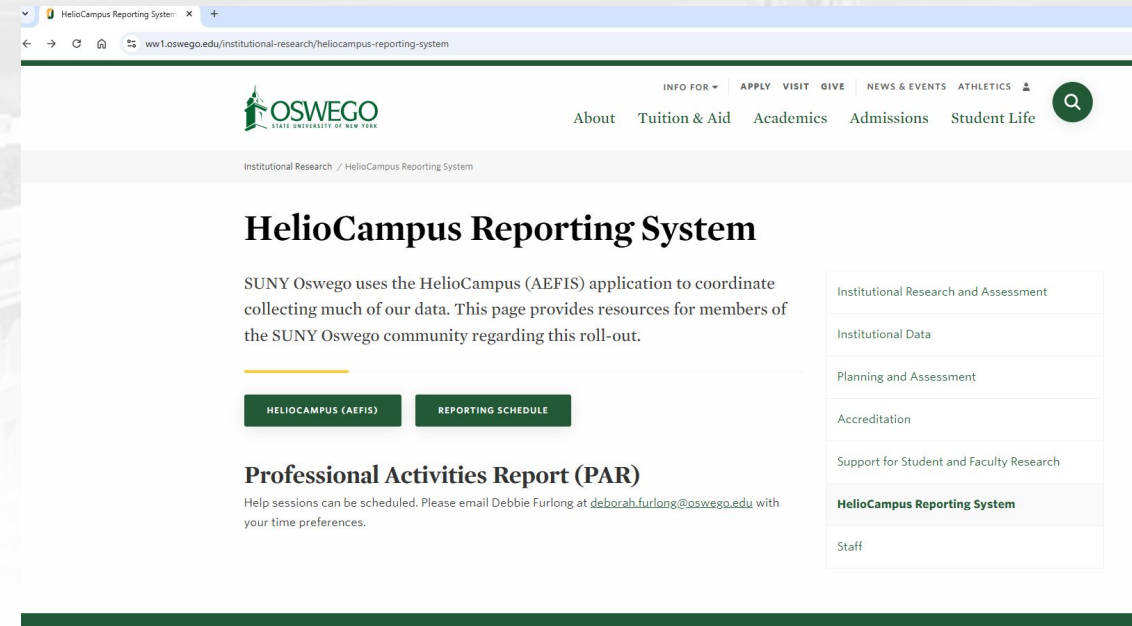 HelioCampus Reporting System
ww1.oswego.edu/institutional-research/heliocampus-reporting-system
INFO FOR APPLY VISIT GIVE NEWS & EVENTS ATHLETICS
OSWEGO
STATE UNIVERSITY OF NEW YORK
About Tuition & Aid Academics Admissions Student Life
Institutional Research / HelioCampus Reporting System
HelioCampus Reporting System
SUNY Oswego uses the HelioCampus (AEFIS) application to coordinate
collecting much of our data. This page provides resources for members of
the SUNY Oswego community regarding this roll-out.
HELIOCAMPUS (AEFIS) REPORTING SCHEDULE
Professional Activities Report (PAR)
Help sessions can be scheduled. Please email Debbie Furlong at deborah.furlong@oswego.edu with
your time preferences.
Institutional Research and Assessment
Institutional Data
Planning and Assessment
Accreditation
Support for Student and Faculty Research
HelioCampus Reporting System
Staff